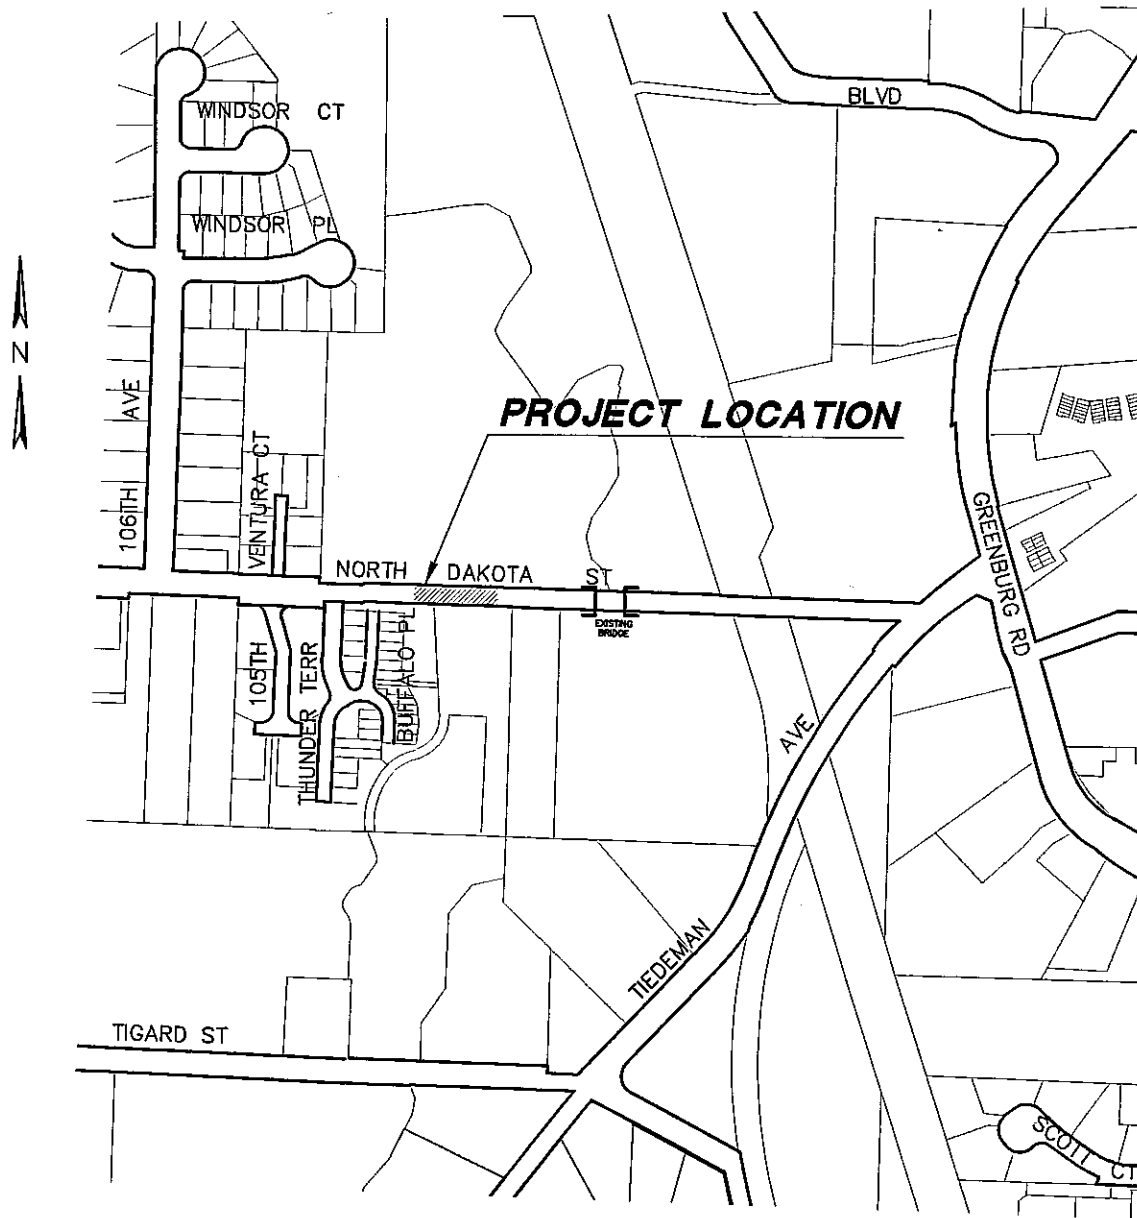 BLVD
WINDSOR CT
WINDSOR PL
N
PROJECT LOCATION
106TH AVE
VENTURA CT
GREENBURG RD
NORTH DAKOTA ST
EXISTING
BRIDGE
105TH
THUNDER TERR
BUFFALO PL
TIEDEMAN AVE
TIGARD ST
SCOTT CT